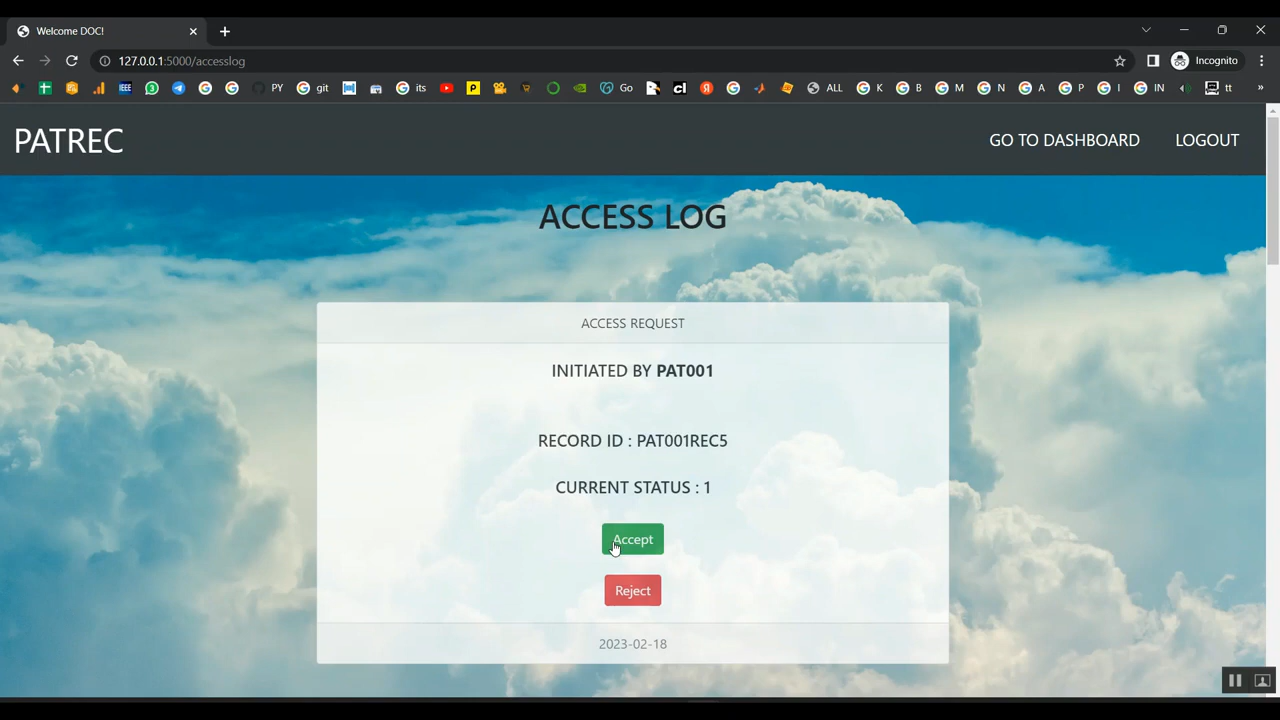 Welcome DOC!
127.0.0.1:5000/accesslog
Incognito
IEEE
3
PY
git
its
Go
ALL
K
B
M
N
A
P
I
IN
tt
»
PATREC
GO TO DASHBOARD
LOGOUT
ACCESS LOG
ACCESS REQUEST
INITIATED BY PAT001
RECORD ID : PAT001REC5
CURRENT STATUS : 1
Accept
Reject
2023-02-18